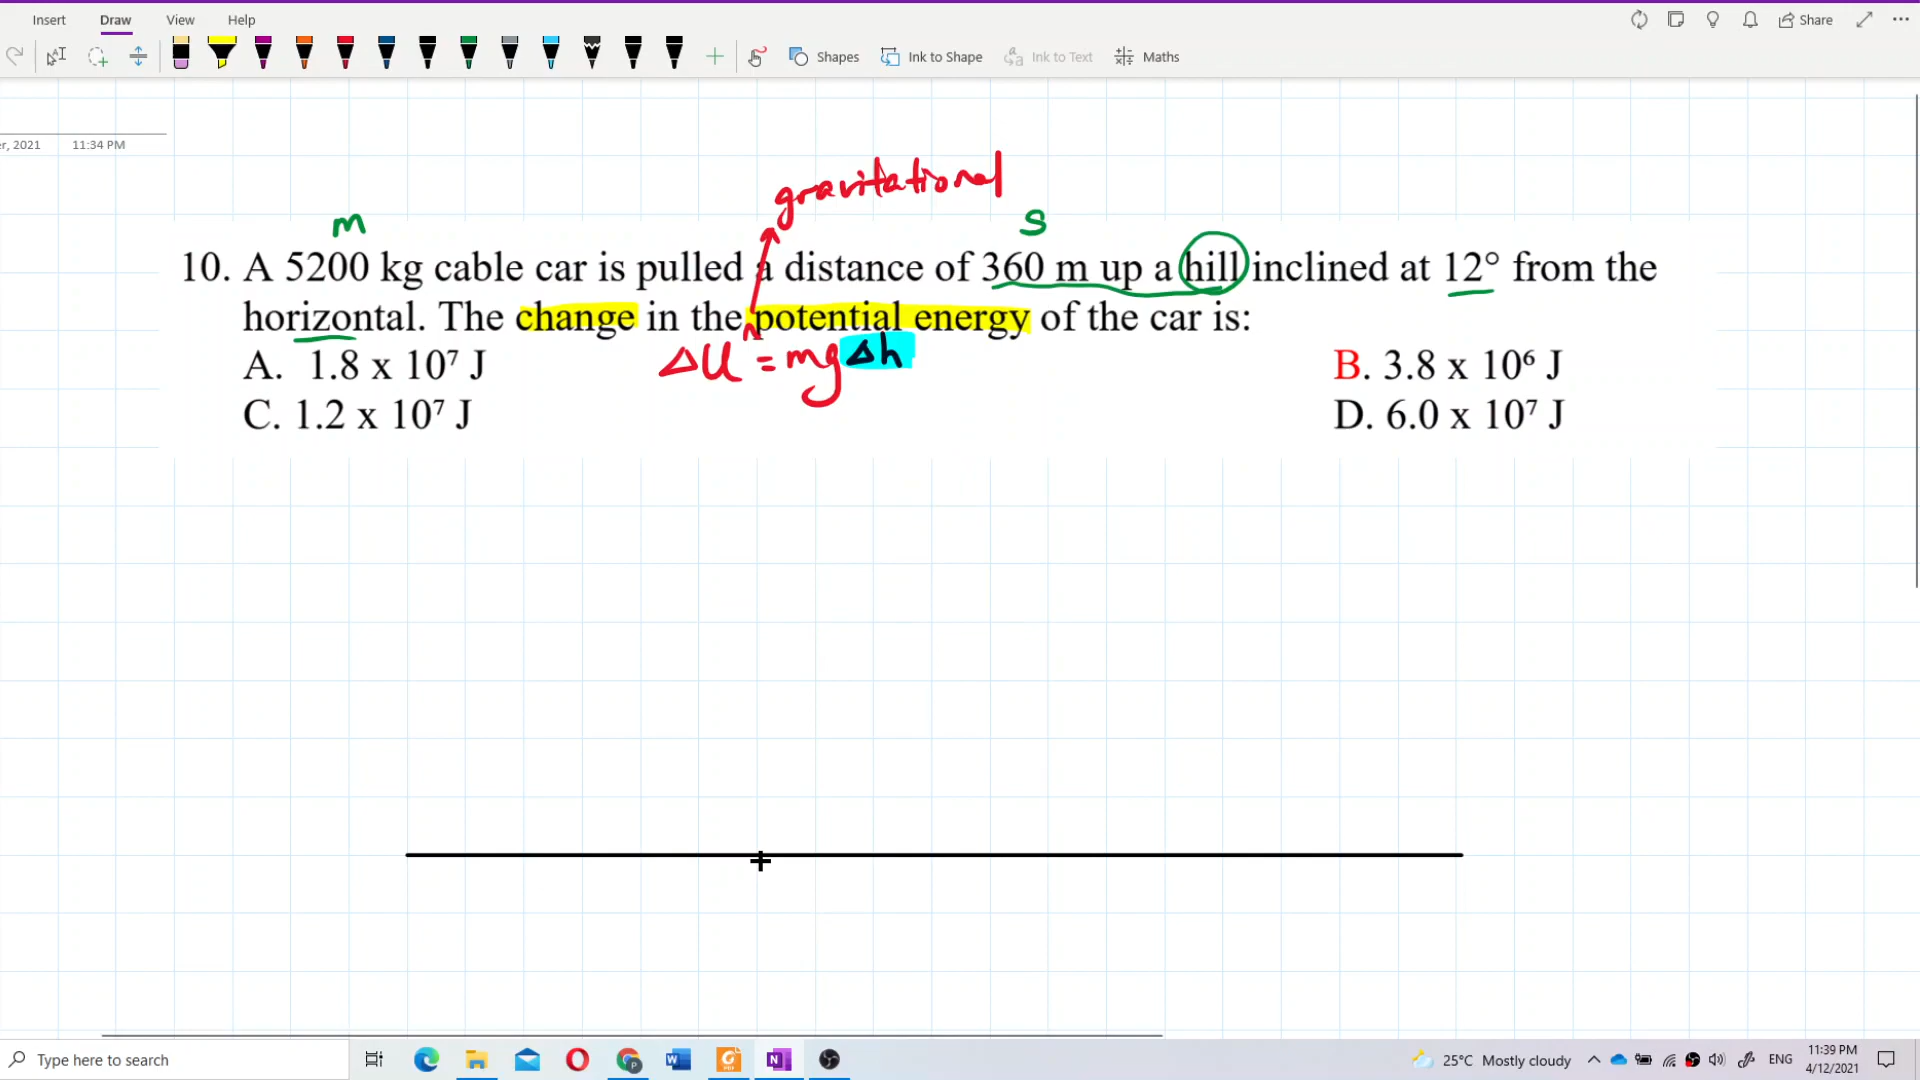 Insert Draw View Help
Share
Shapes Ink to Shape Ink to Text Maths
er, 2021 11:34 PM
gravitational
m
s
10. A 5200 kg cable car is pulled a distance of 360 m up a hill inclined at 12° from the
horizontal. The change in the potential energy of the car is:
ΔU = mgΔh
A. 1.8 x 10⁷ J
B. 3.8 x 10⁶ J
C. 1.2 x 10⁷ J
D. 6.0 x 10⁷ J
Type here to search
25°C Mostly cloudy
ENG
11:39 PM
4/12/2021